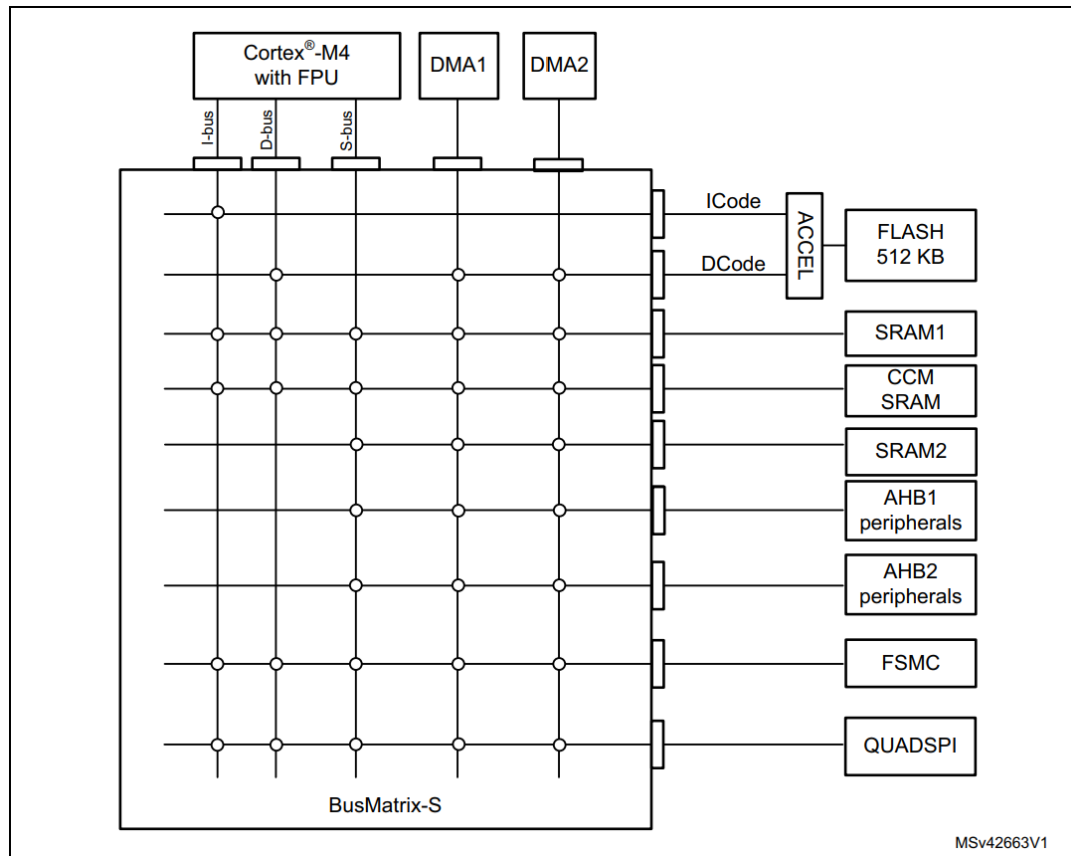 Cortex®-M4
with FPU
DMA1
DMA2
I-bus
D-bus
S-bus
ICode
ACCEL
FLASH
512 KB
DCode
SRAM1
CCM
SRAM
SRAM2
AHB1
peripherals
AHB2
peripherals
FSMC
QUADSPI
BusMatrix-S
MSv42663V1